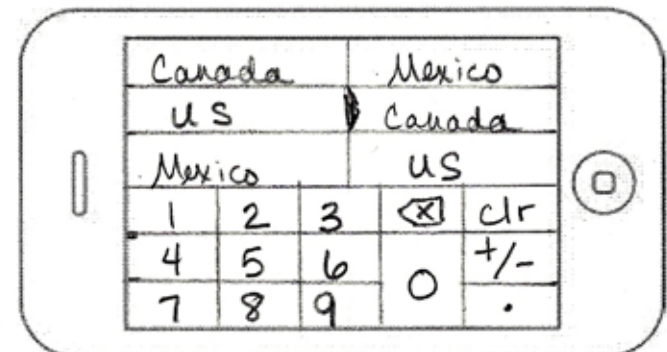 Canada Mexico
US Canada
Mexico US
1 2 3 ⌫ clr
4 5 6 0 +/-
7 8 9 .